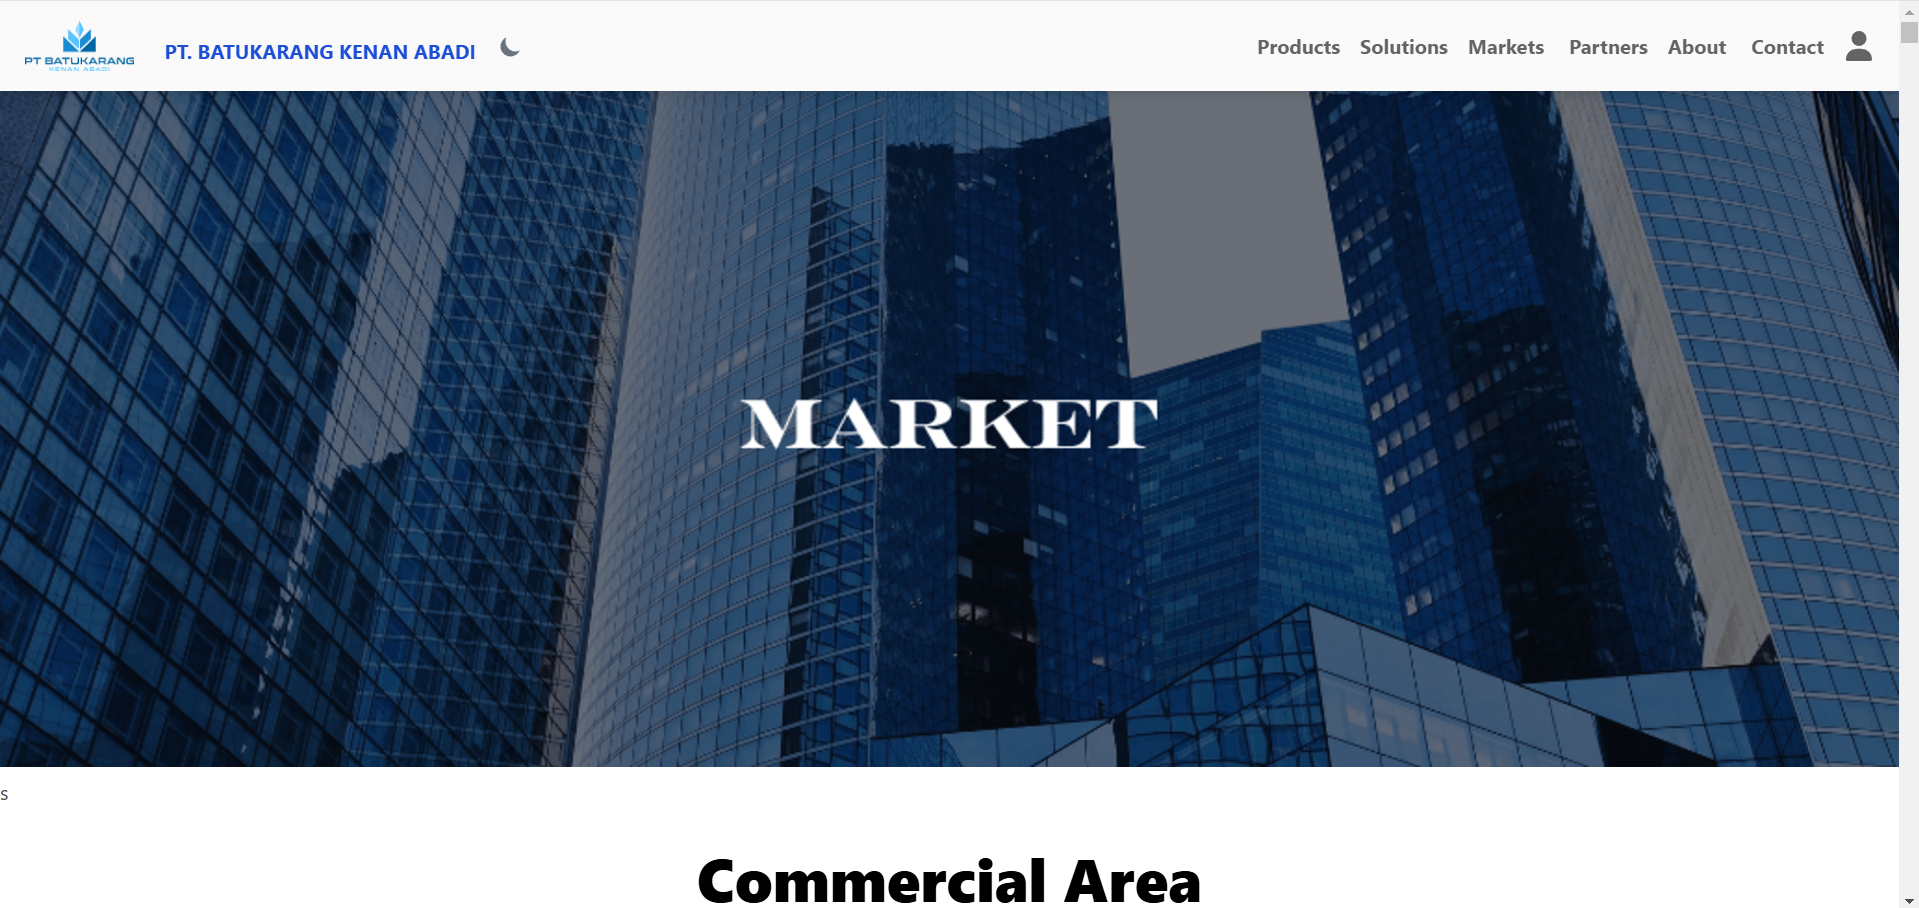 PT BATUKARANG
KENAN ABADI
PT. BATUKARANG KENAN ABADI
Products Solutions Markets Partners About Contact
MARKET
s
Commercial Area